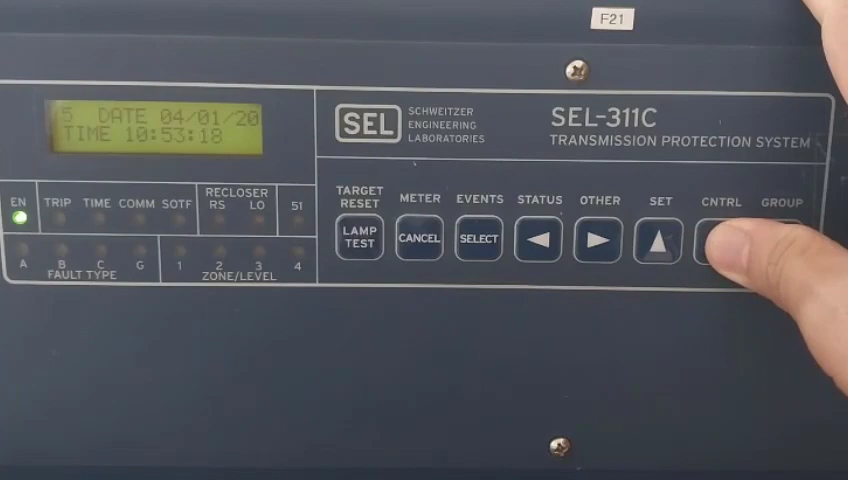 F21
5 DATE 04/01/20
TIME 10:53:18
SEL
SCHWEITZER
ENGINEERING
LABORATORIES
SEL-311C
TRANSMISSION PROTECTION SYSTEM
EN
TRIP TIME COMM SOTF
RECLOSER
RS LO
51
A B C G
FAULT TYPE
1 2 3 4
ZONE/LEVEL
TARGET
RESET
METER EVENTS STATUS OTHER SET CNTRL GROUP
LAMP
TEST
CANCEL
SELECT